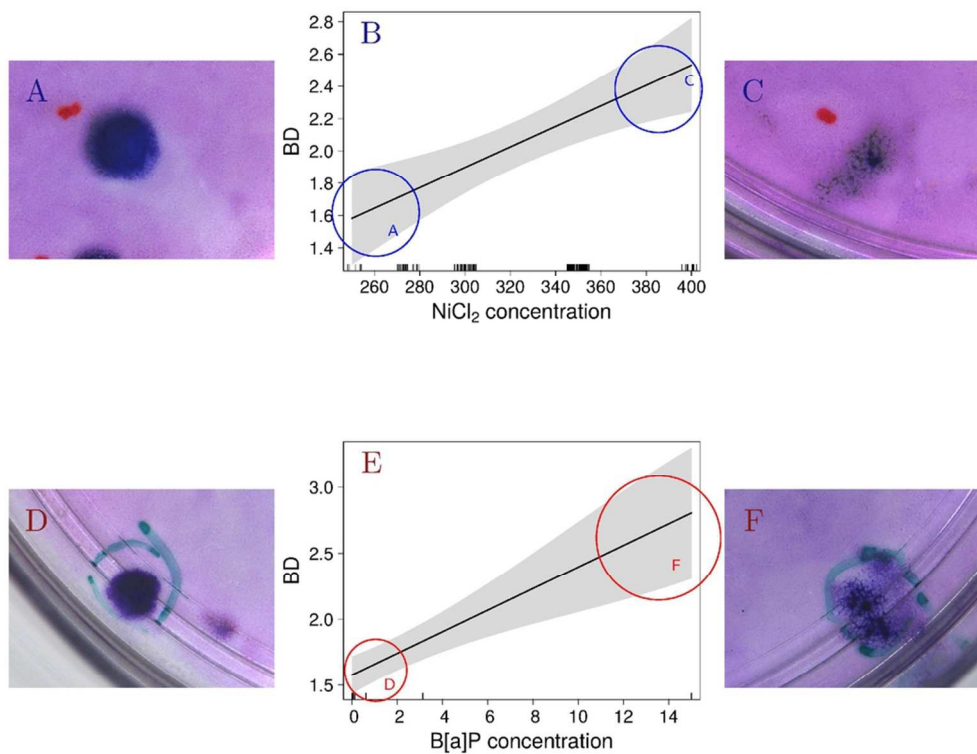 A
B
C
2.8
2.6
2.4
2.2
2.0
1.8
1.6
1.4
BD
C
A
260 280 300 320 340 360 380 400
NiCl₂ concentration
D
E
F
3.0
2.5
2.0
1.5
BD
F
D
0 2 4 6 8 10 12 14
B[a]P concentration